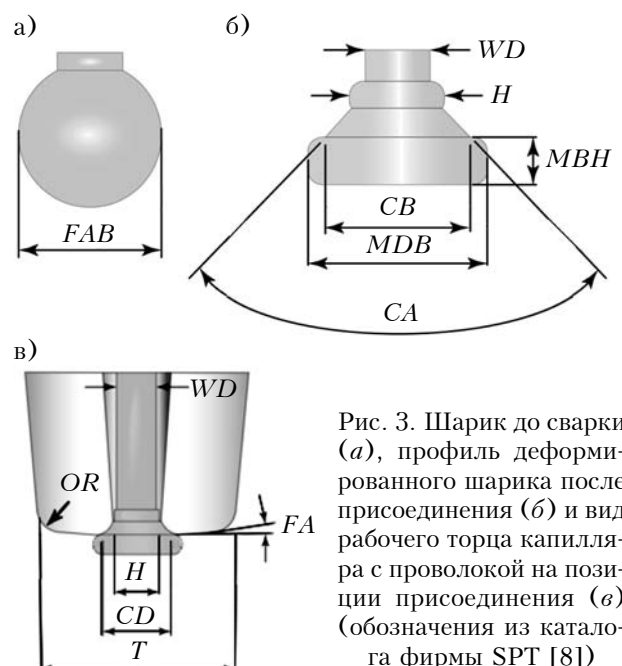 а)
FAB
б)
WD
H
MBH
CB
MDB
CA
в)
WD
OR
FA
H
CD
T
Рис. 3. Шарик до сварки
(а), профиль деформи-
рованного шарика после
присоединения (б) и вид
рабочего торца капилля-
ра с проволокой на пози-
ции присоединения (в)
(обозначения из катало-
га фирмы SPT [8])